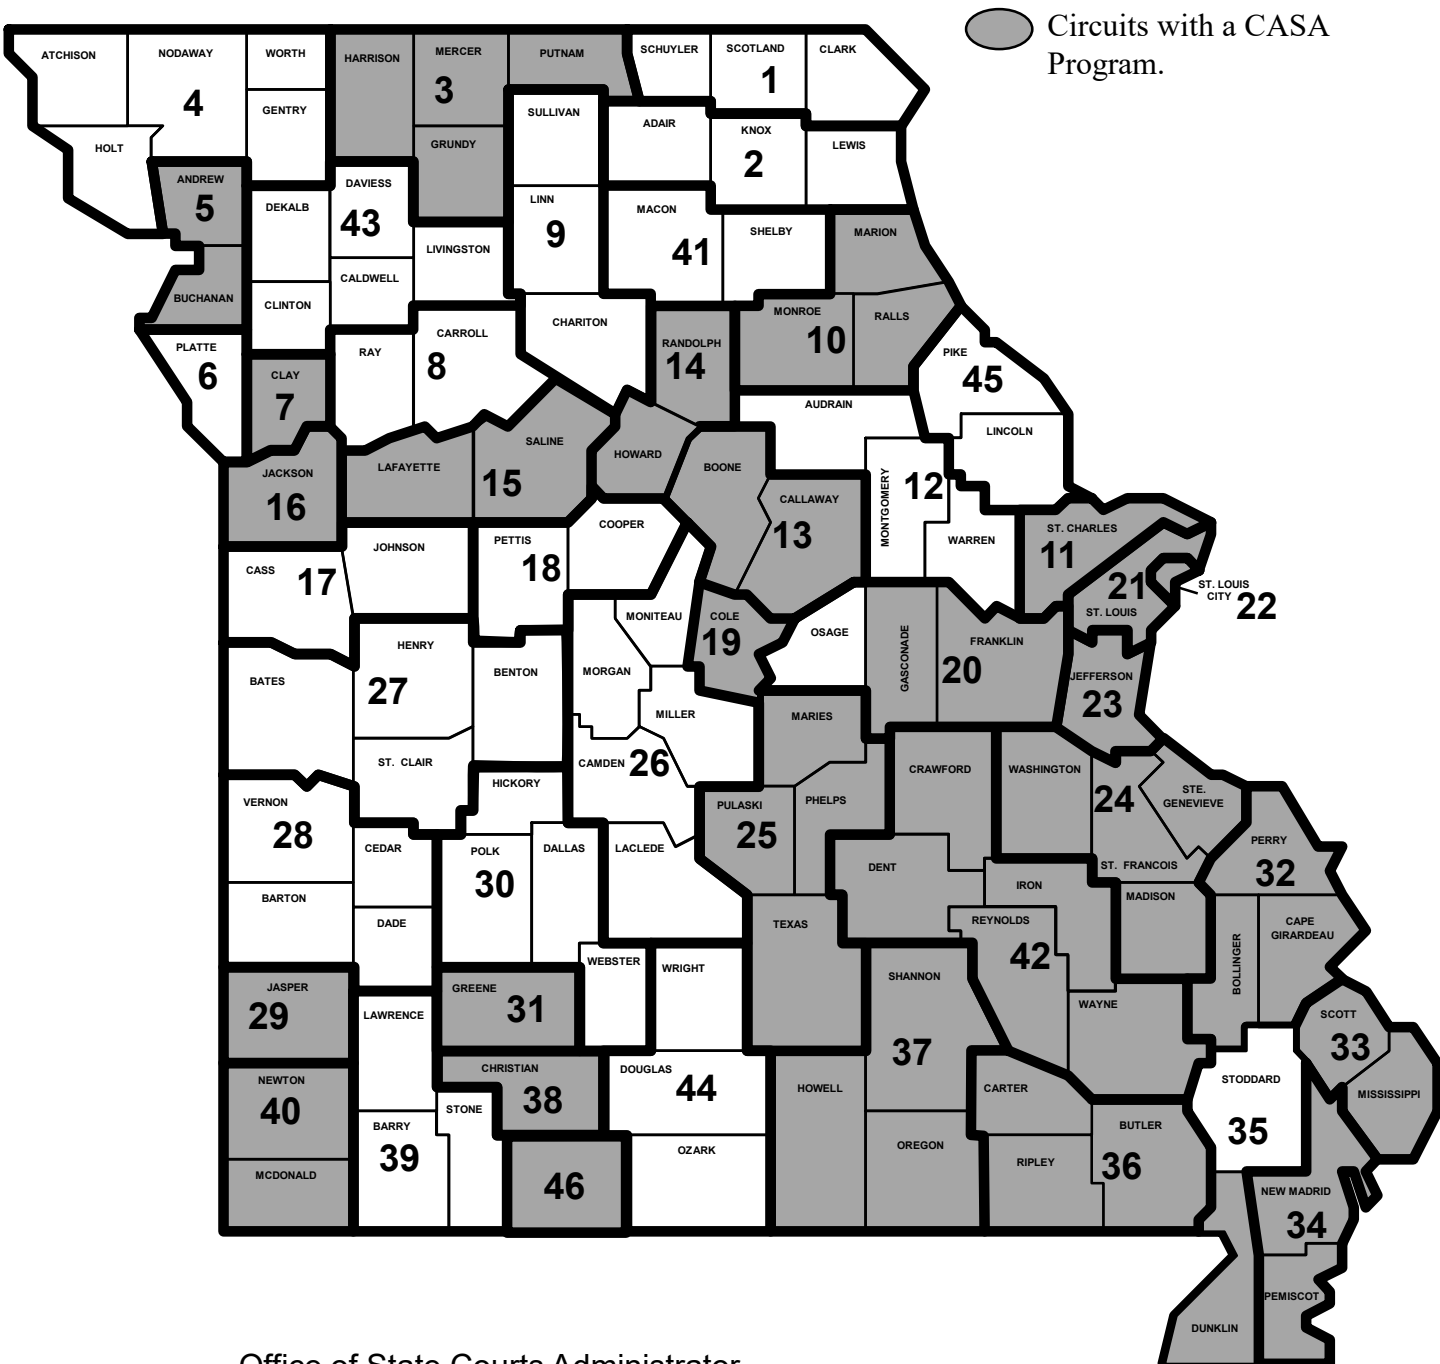 Circuits with a CASA
Program.
ATCHISON
NODAWAY
WORTH
HARRISON
MERCER
PUTNAM
SCHUYLER
SCOTLAND
CLARK
4
3
1
GENTRY
SULLIVAN
ADAIR
KNOX
HOLT
GRUNDY
2
LEWIS
ANDREW
5
DEKALB
DAVIESS
43
LINN
9
MACON
41
SHELBY
MARION
LIVINGSTON
CALDWELL
BUCHANAN
CLINTON
CHARITON
MONROE
10
RALLS
PLATTE
6
RAY
CARROLL
8
RANDOLPH
14
PIKE
45
CLAY
7
AUDRAIN
LINCOLN
JACKSON
16
LAFAYETTE
SALINE
15
HOWARD
BOONE
CALLAWAY
13
MONTGOMERY
12
WARREN
ST. CHARLES
11
CASS
17
JOHNSON
PETTIS
18
COOPER
21
ST. LOUIS
ST. LOUIS
CITY
22
MONITEAU
COLE
19
OSAGE
GASCONADE
FRANKLIN
20
HENRY
27
BENTON
MORGAN
BATES
JEFFERSON
23
MILLER
MARIES
ST. CLAIR
CAMDEN
26
CRAWFORD
WASHINGTON
24
STE.
GENEVIEVE
HICKORY
VERNON
28
PULASKI
25
PHELPS
CEDAR
POLK
30
DALLAS
LACLEDE
DENT
ST. FRANCOIS
PERRY
32
IRON
MADISON
BARTON
DADE
TEXAS
REYNOLDS
42
CAPE
GIRARDEAU
BOLLINGER
WEBSTER
WRIGHT
SHANNON
JASPER
29
GREENE
31
LAWRENCE
WAYNE
SCOTT
33
37
CHRISTIAN
38
DOUGLAS
44
HOWELL
CARTER
STODDARD
35
MISSISSIPPI
NEWTON
40
STONE
BARRY
39
BUTLER
36
OZARK
OREGON
RIPLEY
MCDONALD
46
NEW MADRID
34
PEMISCOT
DUNKLIN
Office of State Courts Administrator